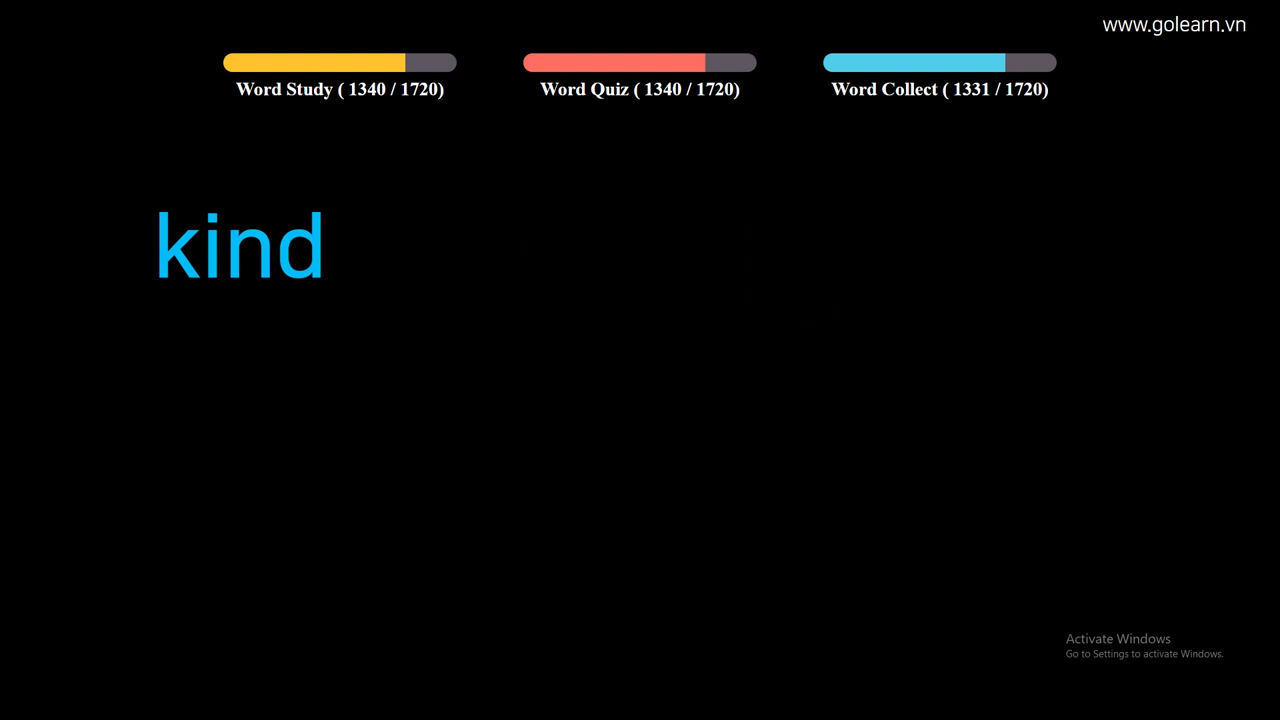 www.golearn.vn
Word Study ( 1340 / 1720)
Word Quiz ( 1340 / 1720)
Word Collect ( 1331 / 1720)
kind
Activate Windows
Go to Settings to activate Windows.